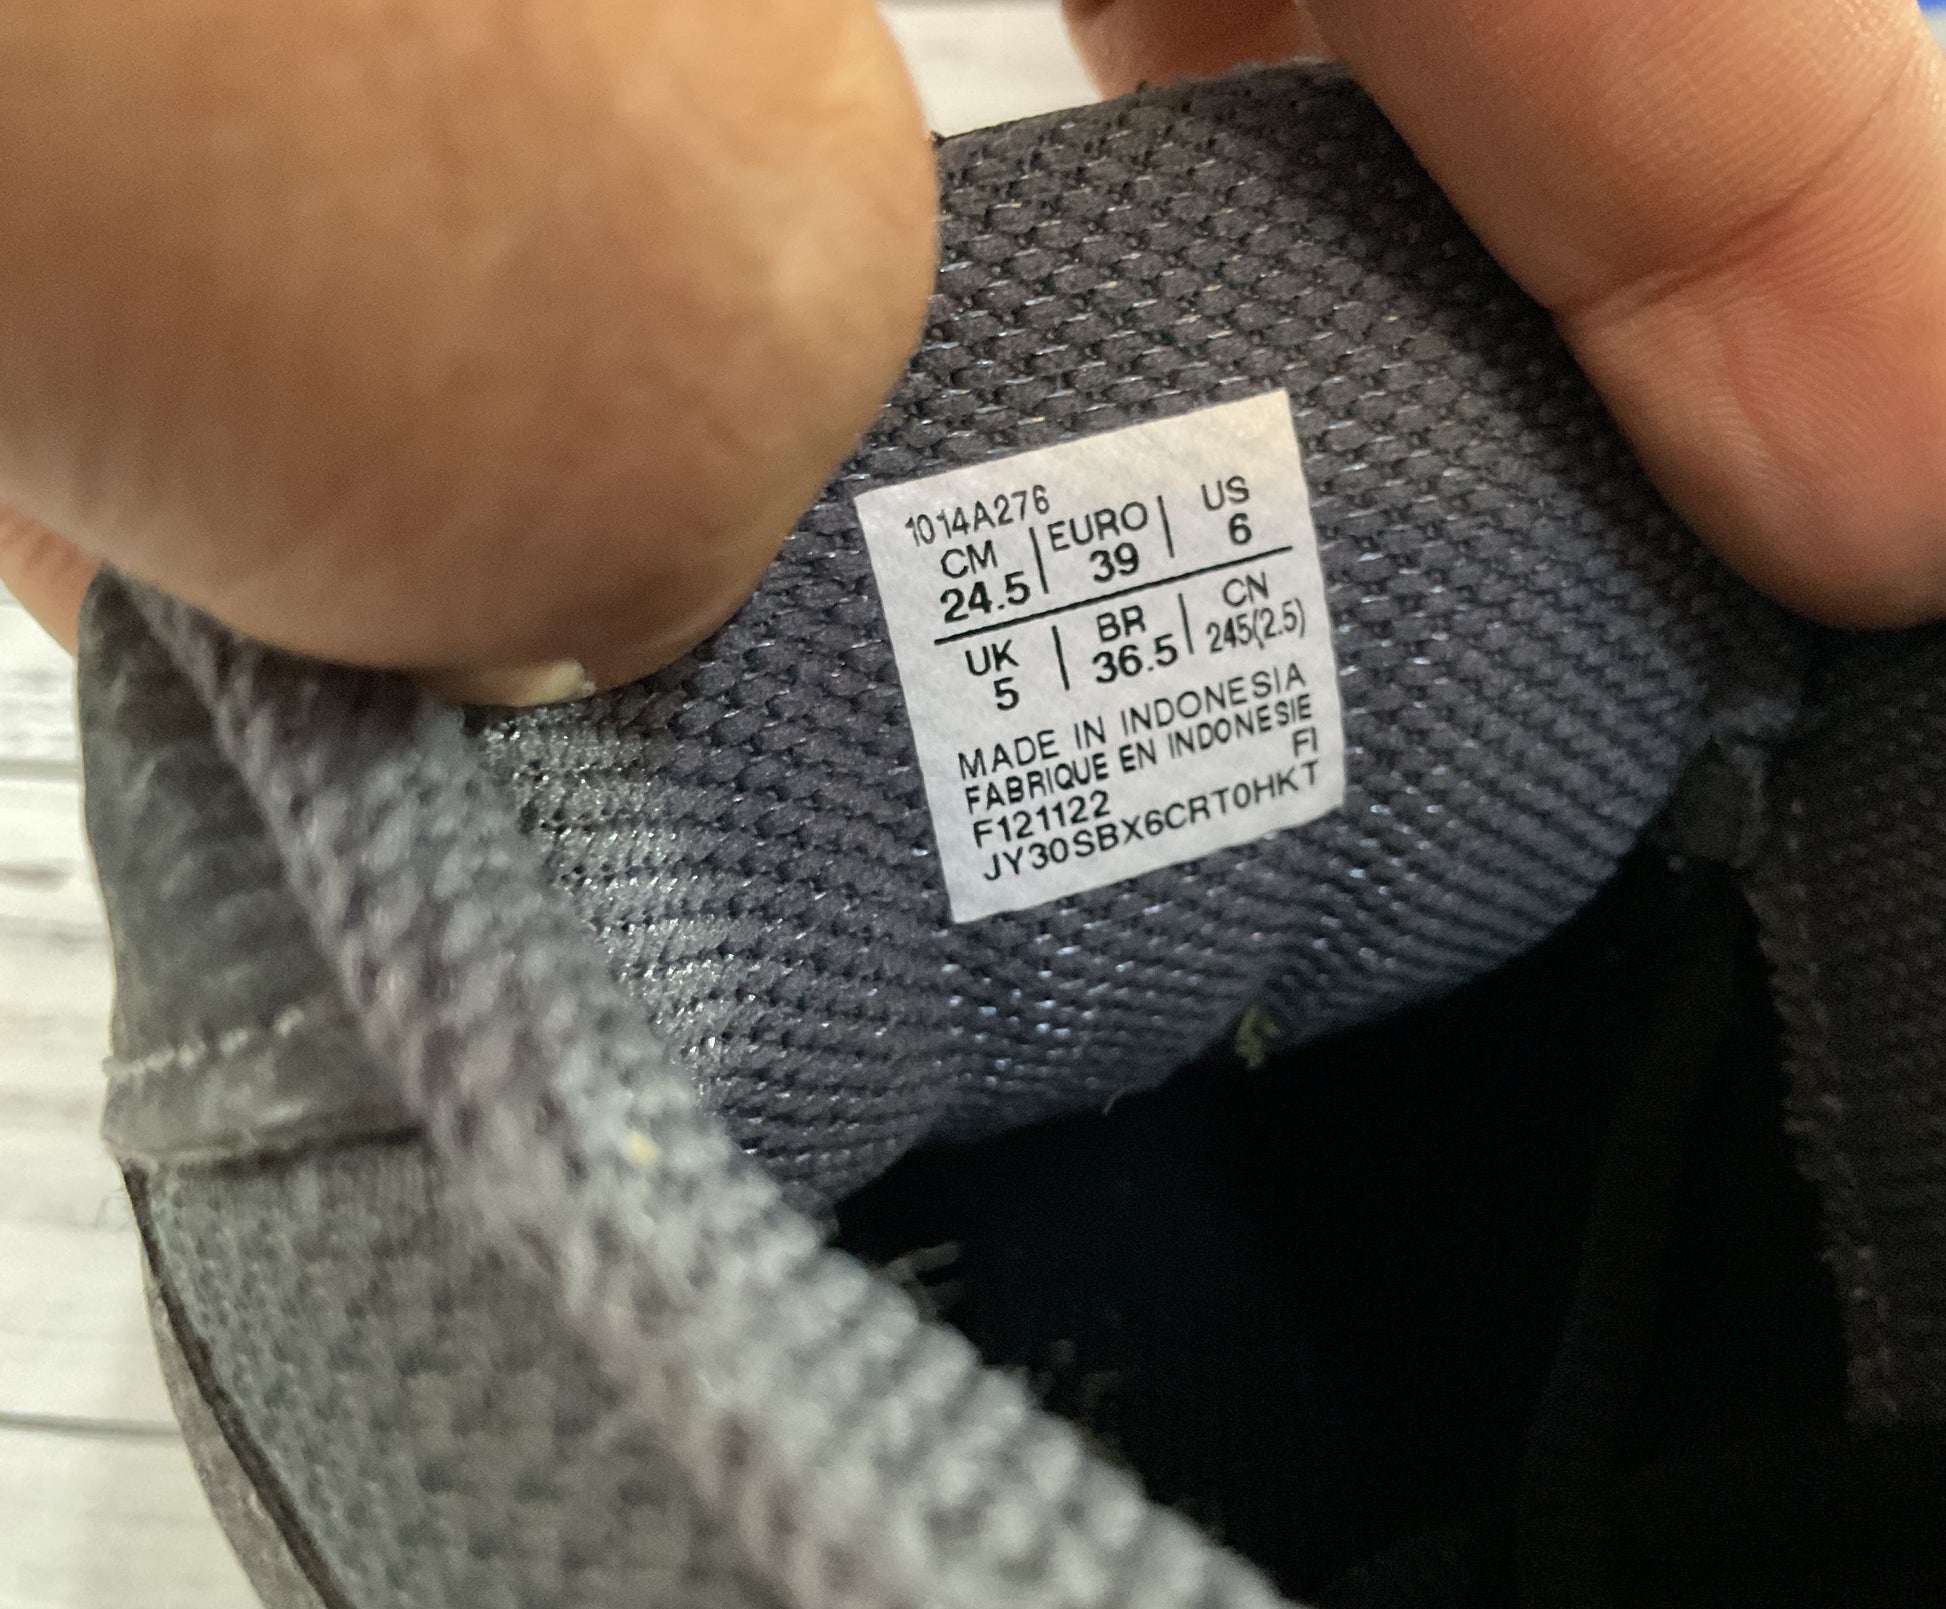 1014A276
CM | EURO | US
24.5 | 39 | 6
UK | BR | CN
5 | 36.5 | 245(2.5)
MADE IN INDONESIA
FABRIQUE EN INDONESIE
FI
F121122
JY30SBX6CRT0HKT